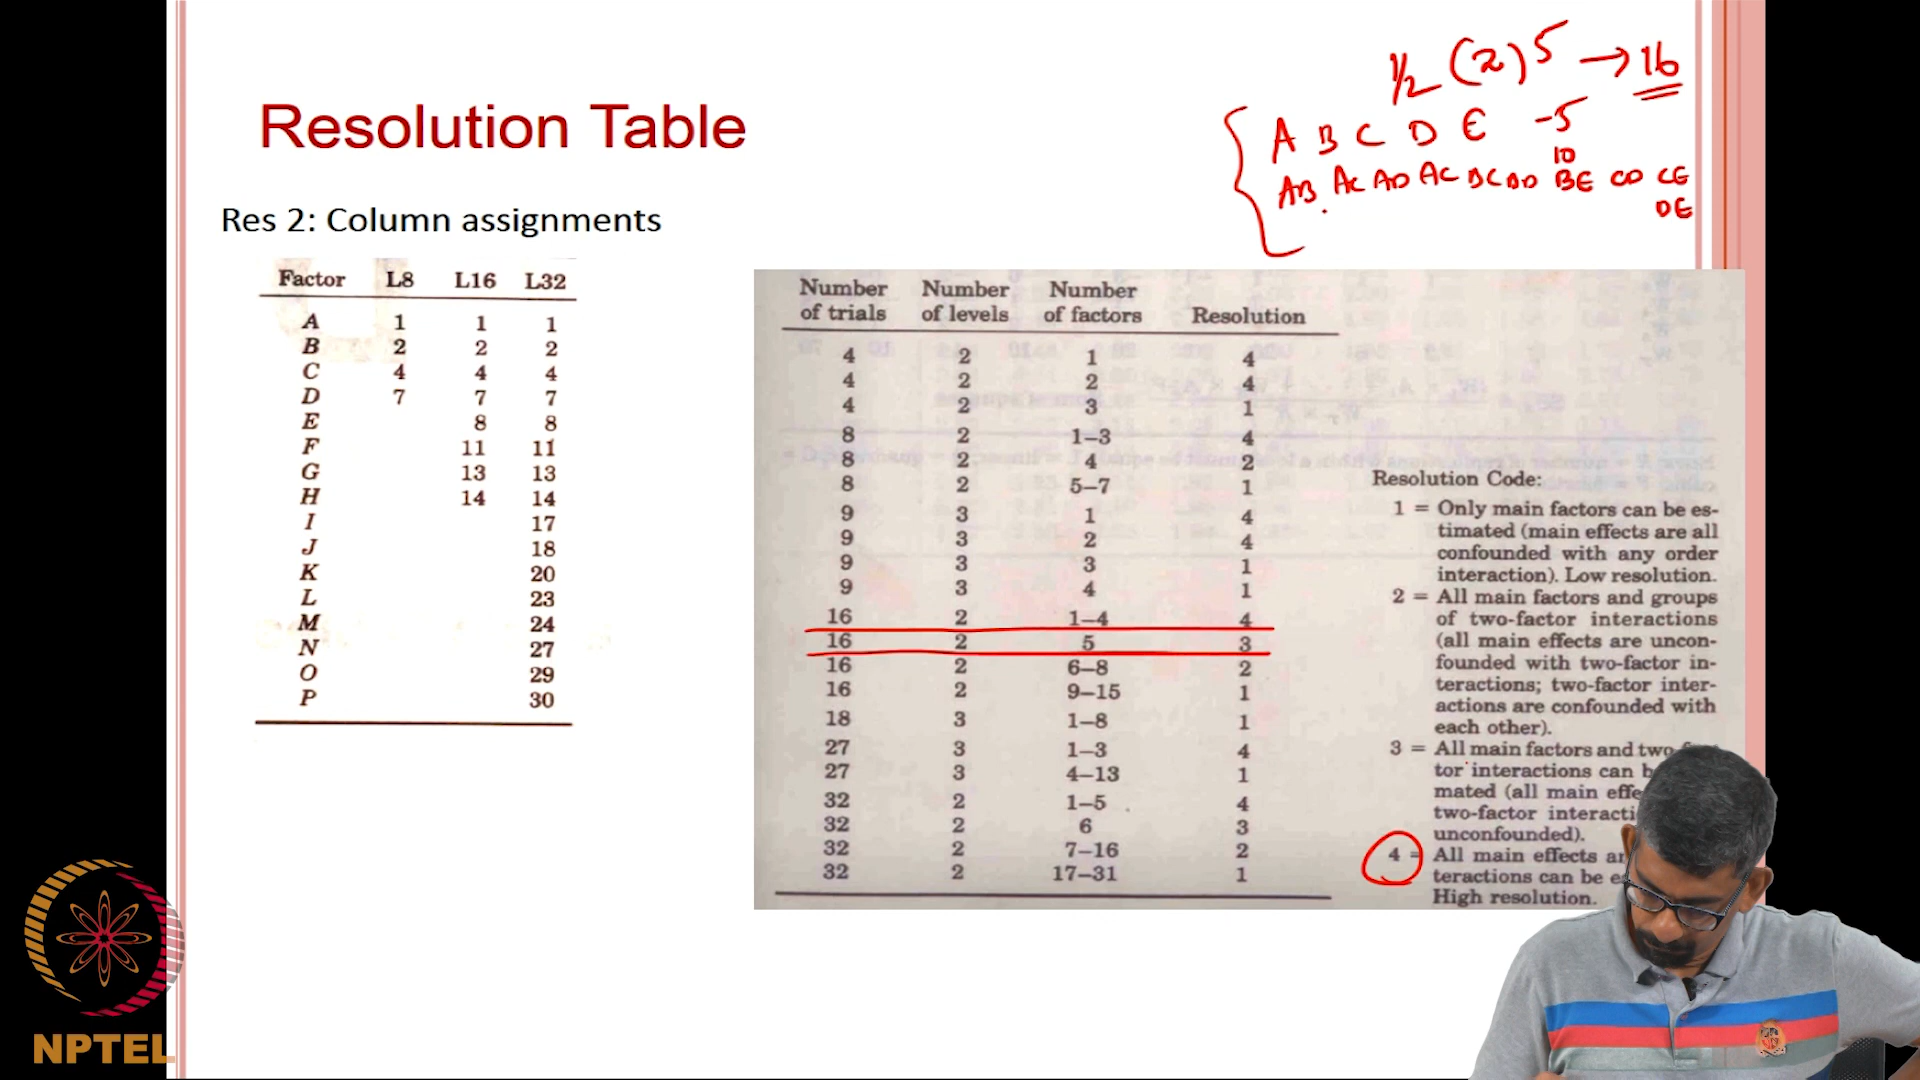 ½ (2)5 → 16
A B C D E -5
10
AB AC AD AC BC BD BE CD CE
DE
Resolution Table
Res 2: Column assignments
Factor L8 L16 L32
A 1 1 1
B 2 2 2
C 4 4 4
D 7 7 7
E 8 8
F 11 11
G 13 13
H 14 14
I 17
J 18
K 20
L 23
M 24
N 27
O 29
P 30
Number Number Number
of trials of levels of factors Resolution
4 2 1 4
4 2 2 4
4 2 3 1
8 2 1–3 4
8 2 4 2
8 2 5–7 1
9 3 1 4
9 3 2 4
9 3 3 1
9 3 4 1
16 2 1–4 4
16 2 5 3
16 2 6–8 2
16 2 9–15 1
18 3 1–8 1
27 3 1–3 4
27 3 4–13 1
32 2 1–5 4
32 2 6 3
32 2 7–16 2
32 2 17–31 1
Resolution Code:
1 = Only main factors can be es-
timated (main effects are all
confounded with any order
interaction). Low resolution.
2 = All main factors and groups
of two-factor interactions
(all main effects are uncon-
founded with two-factor in-
teractions; two-factor inter-
actions are confounded with
each other).
3 = All main factors and two-
tor interactions can
mated (all main
two-factor
unconfounded).
4 = All main effects
teractions can be
High resolution.
NPTEL